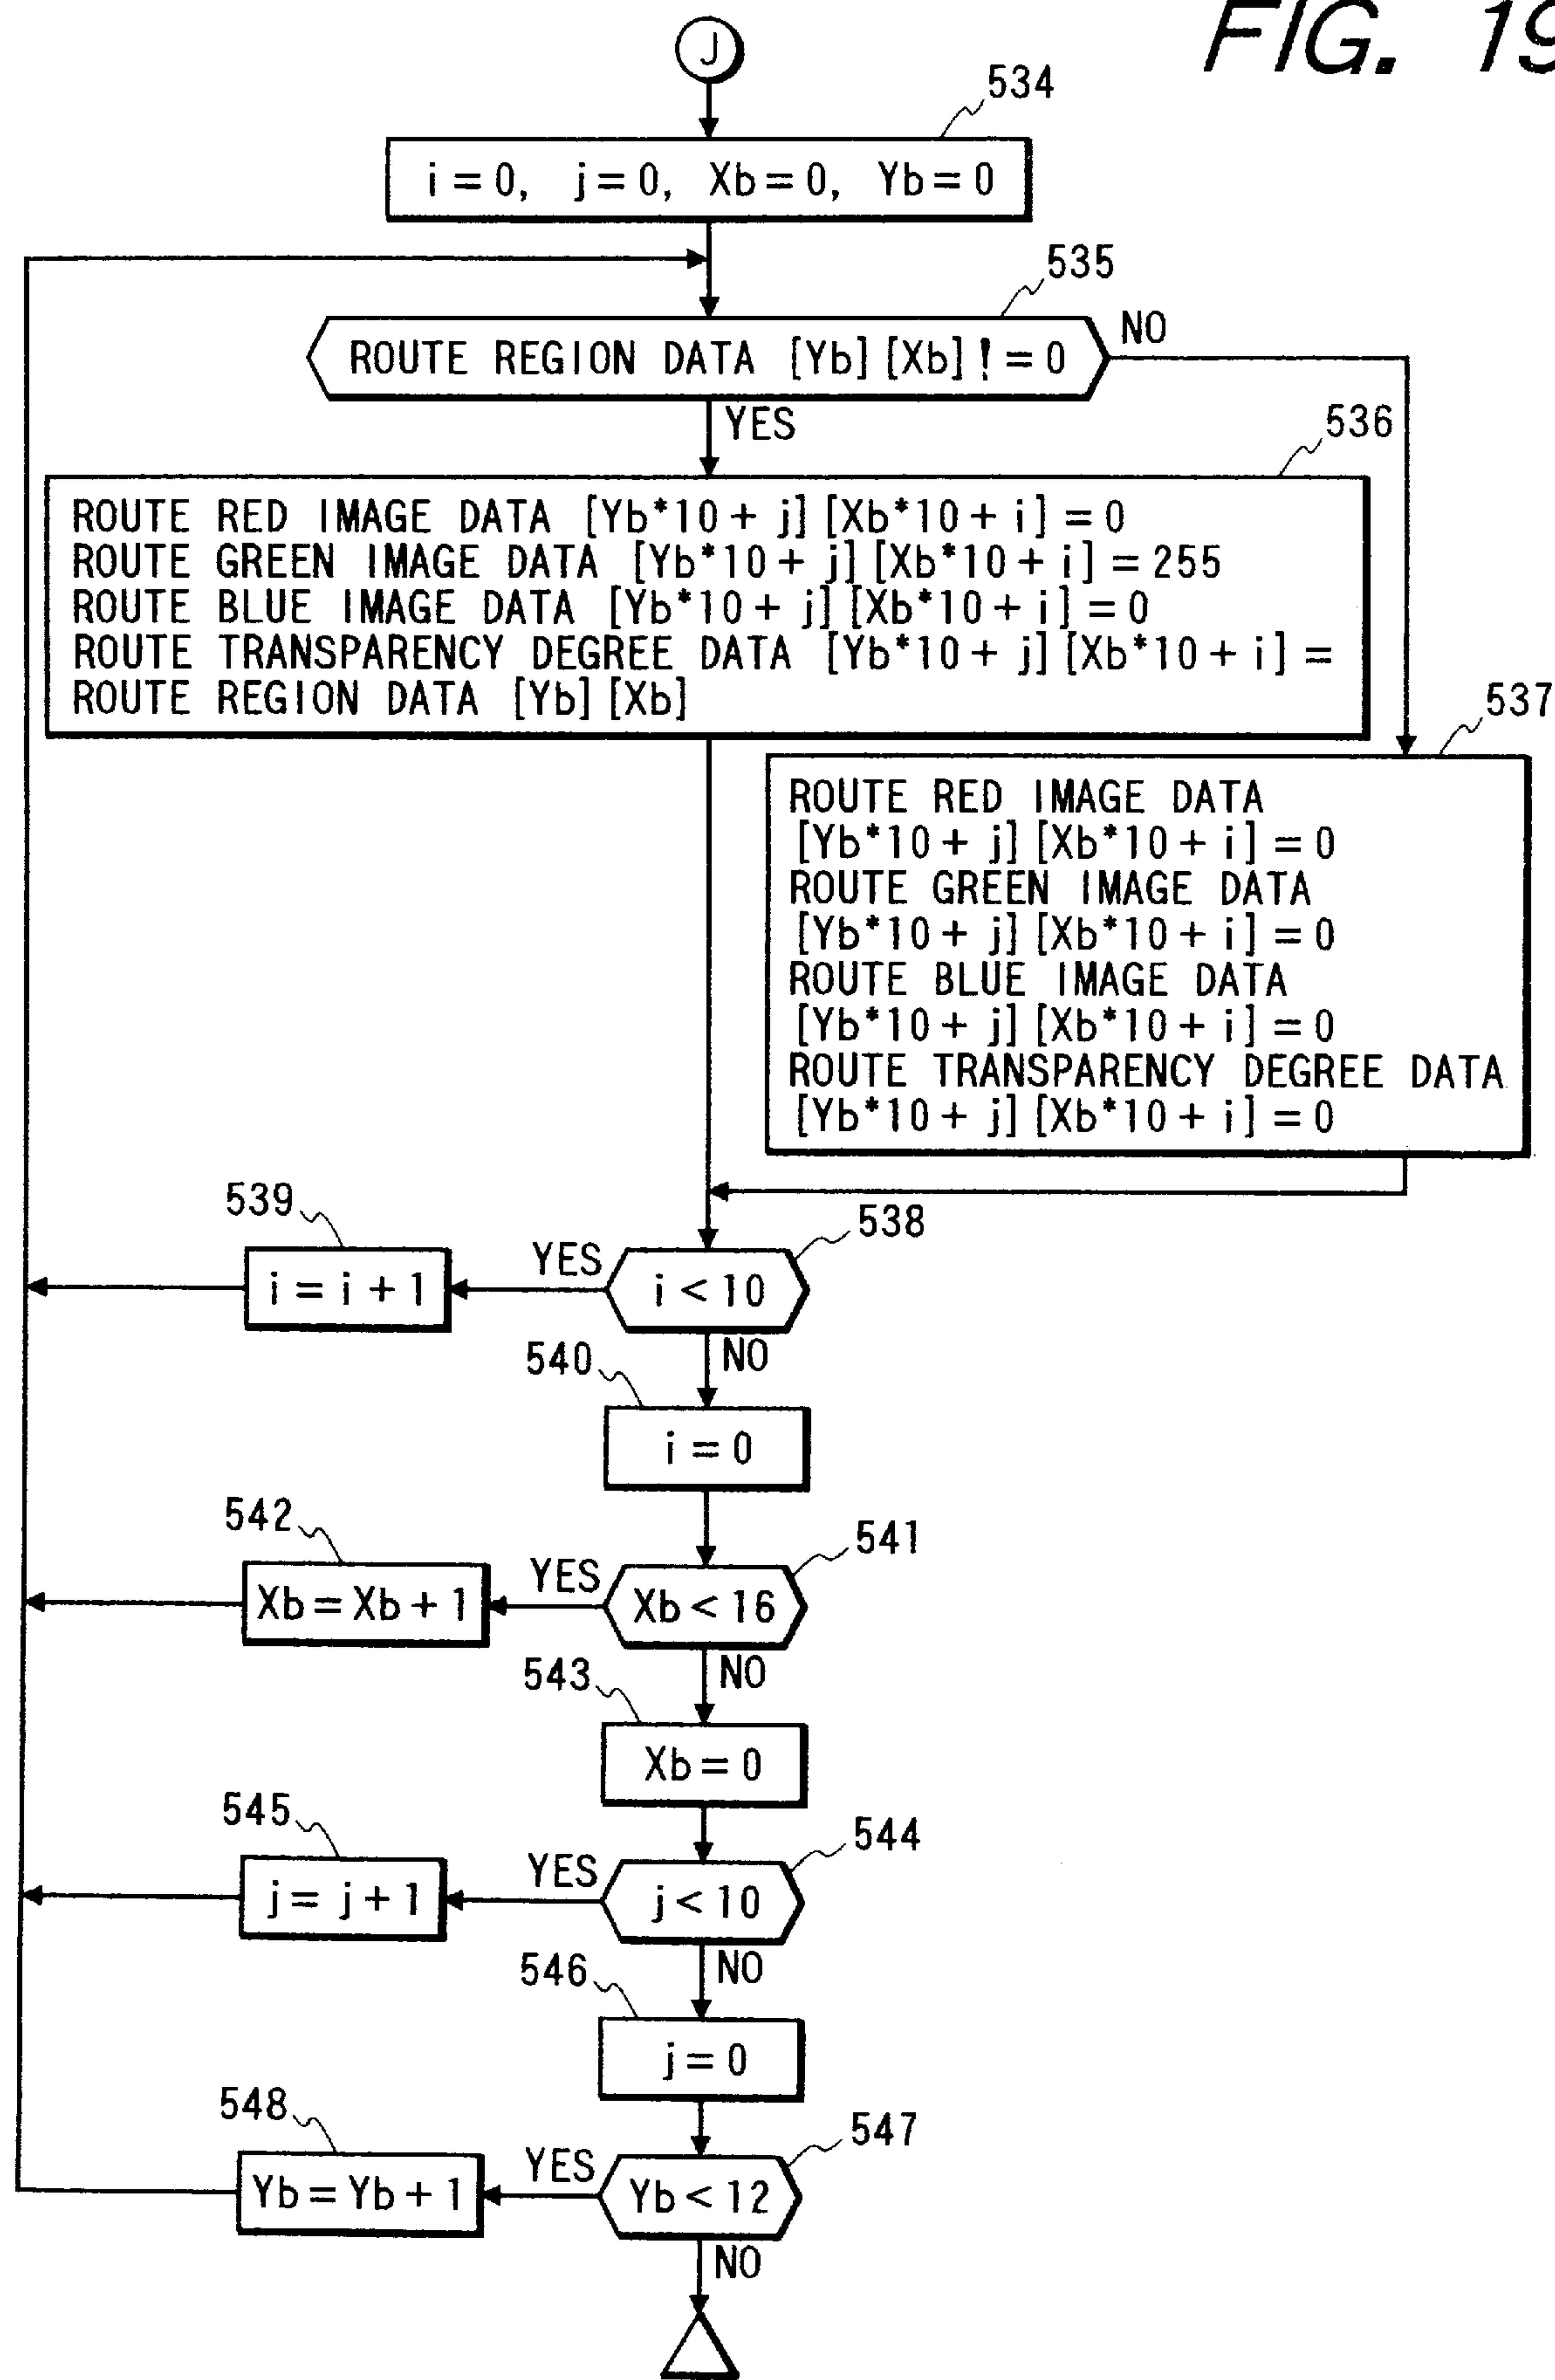 FIG. 19
J
534
i = 0, j = 0, Xb = 0, Yb = 0
535
ROUTE REGION DATA [Yb] [Xb] ! = 0
NO
YES
536
ROUTE RED IMAGE DATA [Yb*10 + j] [Xb*10 + i] = 0
ROUTE GREEN IMAGE DATA [Yb*10 + j] [Xb*10 + i] = 255
ROUTE BLUE IMAGE DATA [Yb*10 + j] [Xb*10 + i] = 0
ROUTE TRANSPARENCY DEGREE DATA [Yb*10 + j] [Xb*10 + i] =
ROUTE REGION DATA [Yb] [Xb]
537
ROUTE RED IMAGE DATA
[Yb*10 + j] [Xb*10 + i] = 0
ROUTE GREEN IMAGE DATA
[Yb*10 + j] [Xb*10 + i] = 0
ROUTE BLUE IMAGE DATA
[Yb*10 + j] [Xb*10 + i] = 0
ROUTE TRANSPARENCY DEGREE DATA
[Yb*10 + j] [Xb*10 + i] = 0
539
538
i = i + 1
YES
i < 10
NO
540
i = 0
542
541
Xb = Xb + 1
YES
Xb < 16
NO
543
Xb = 0
545
544
j = j + 1
YES
j < 10
NO
546
j = 0
548
547
Yb = Yb + 1
YES
Yb < 12
NO